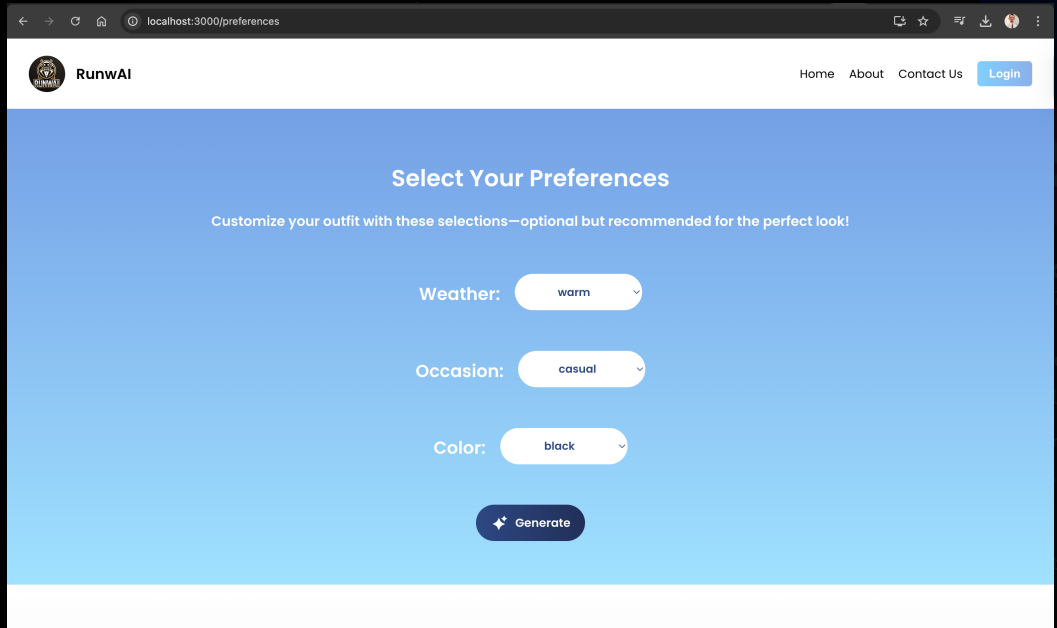 localhost:3000/preferences
RUNWAI
RunwAI
Home About Contact Us Login
Select Your Preferences
Customize your outfit with these selections—optional but recommended for the perfect look!
Weather: warm
Occasion: casual
Color: black
Generate